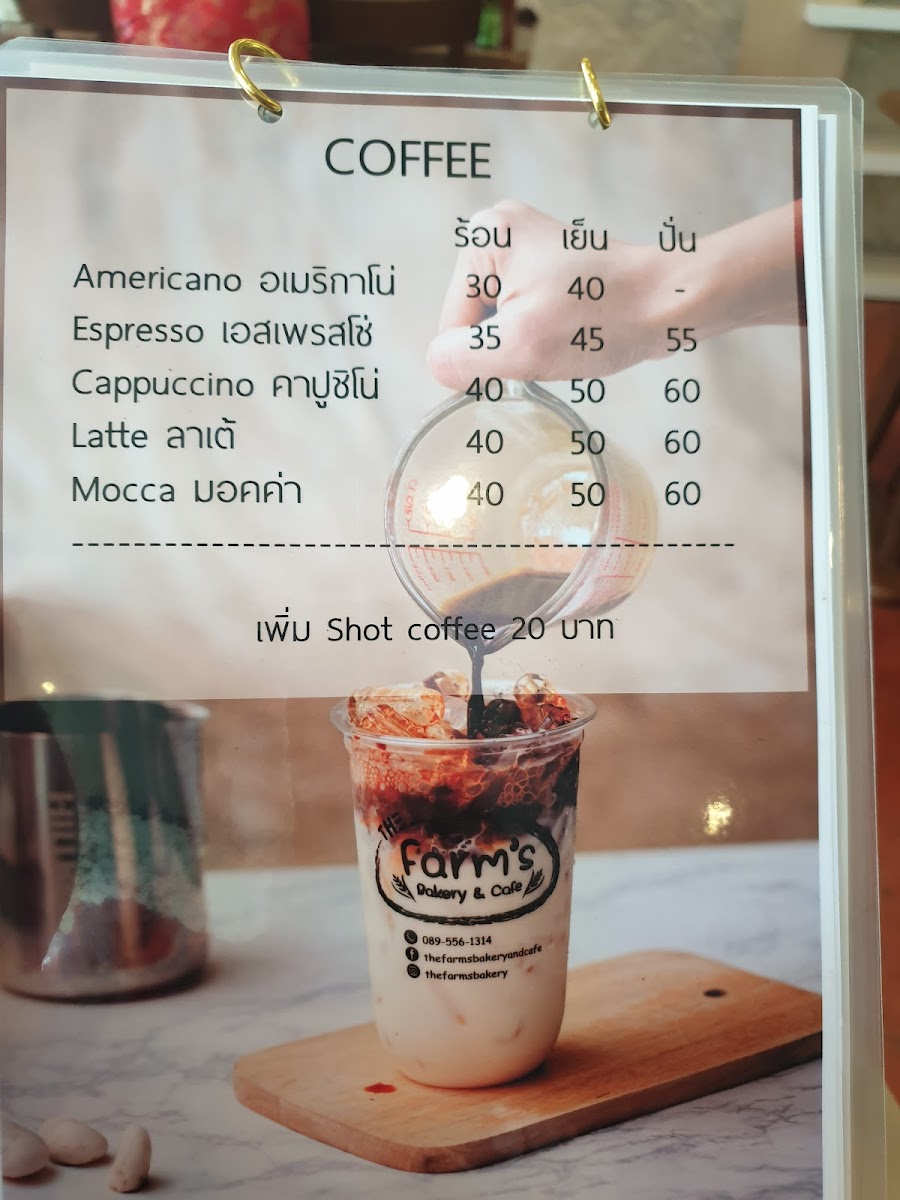 COFFEE
ร้อน เย็น ปั่น
Americano อเมริกาโน่ 30 40 -
Espresso เอสเพรสโซ่ 35 45 55
Cappuccino คาปูชิโน่ 40 50 60
Latte ลาเต้ 40 50 60
Mocca มอคค่า 40 50 60
เพิ่ม Shot coffee 20 บาท
THE
Farm's
Bakery & Cafe
089-556-1314
thefarmsbakeryandcafe
thefarmsbakery